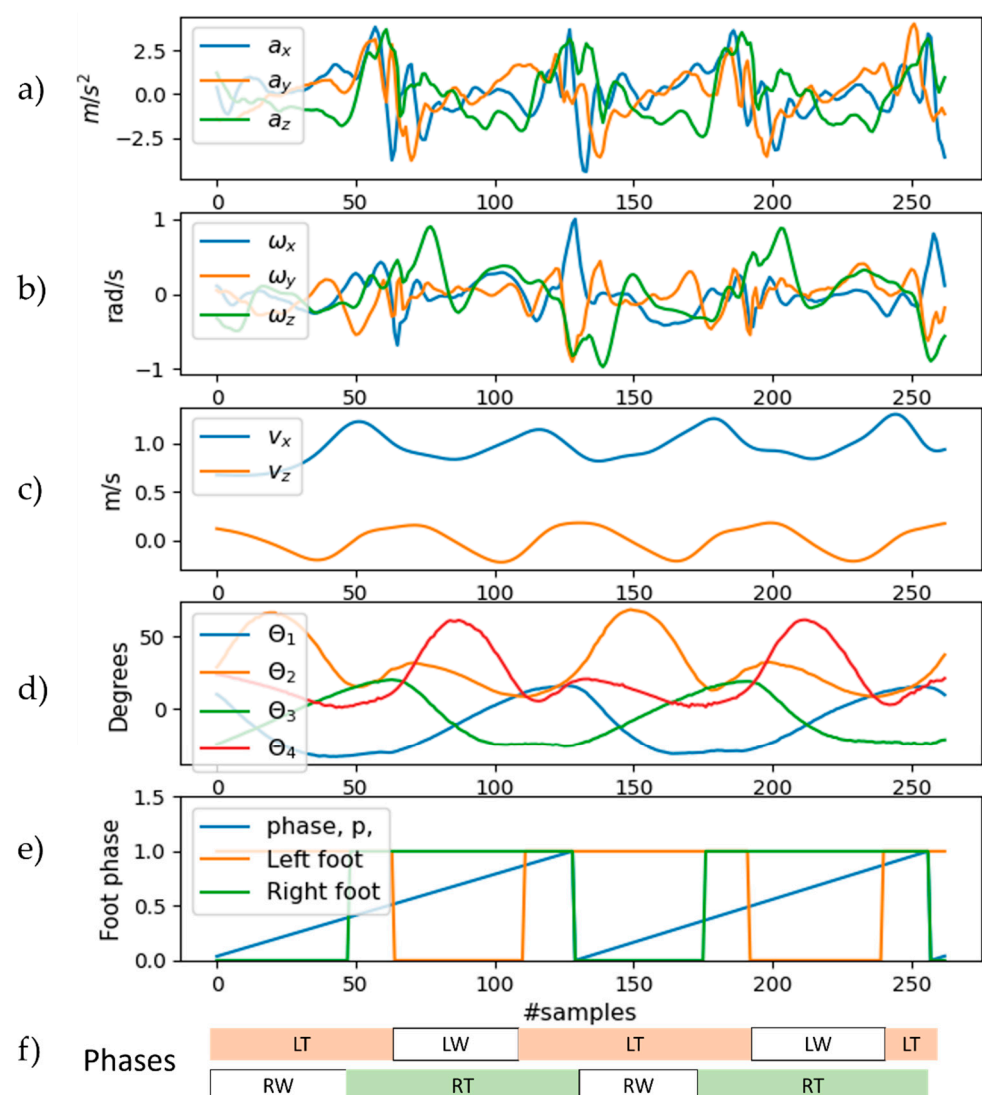 a)
m/s²
2.5
0.0
−2.5
aₓ
a_y
a_z
0 50 100 150 200 250
b)
rad/s
1
0
−1
ωₓ
ω_y
ω_z
0 50 100 150 200 250
c)
m/s
1.0
0.5
0.0
vₓ
v_z
0 50 100 150 200 250
d)
Degrees
50
0
Θ₁
Θ₂
Θ₃
Θ₄
0 50 100 150 200 250
e)
Foot phase
1.5
1.0
0.5
0.0
phase, p,
Left foot
Right foot
0 50 100 150 200 250
#samples
f)
Phases
LT LW LT LW LT
RW RT RW RT